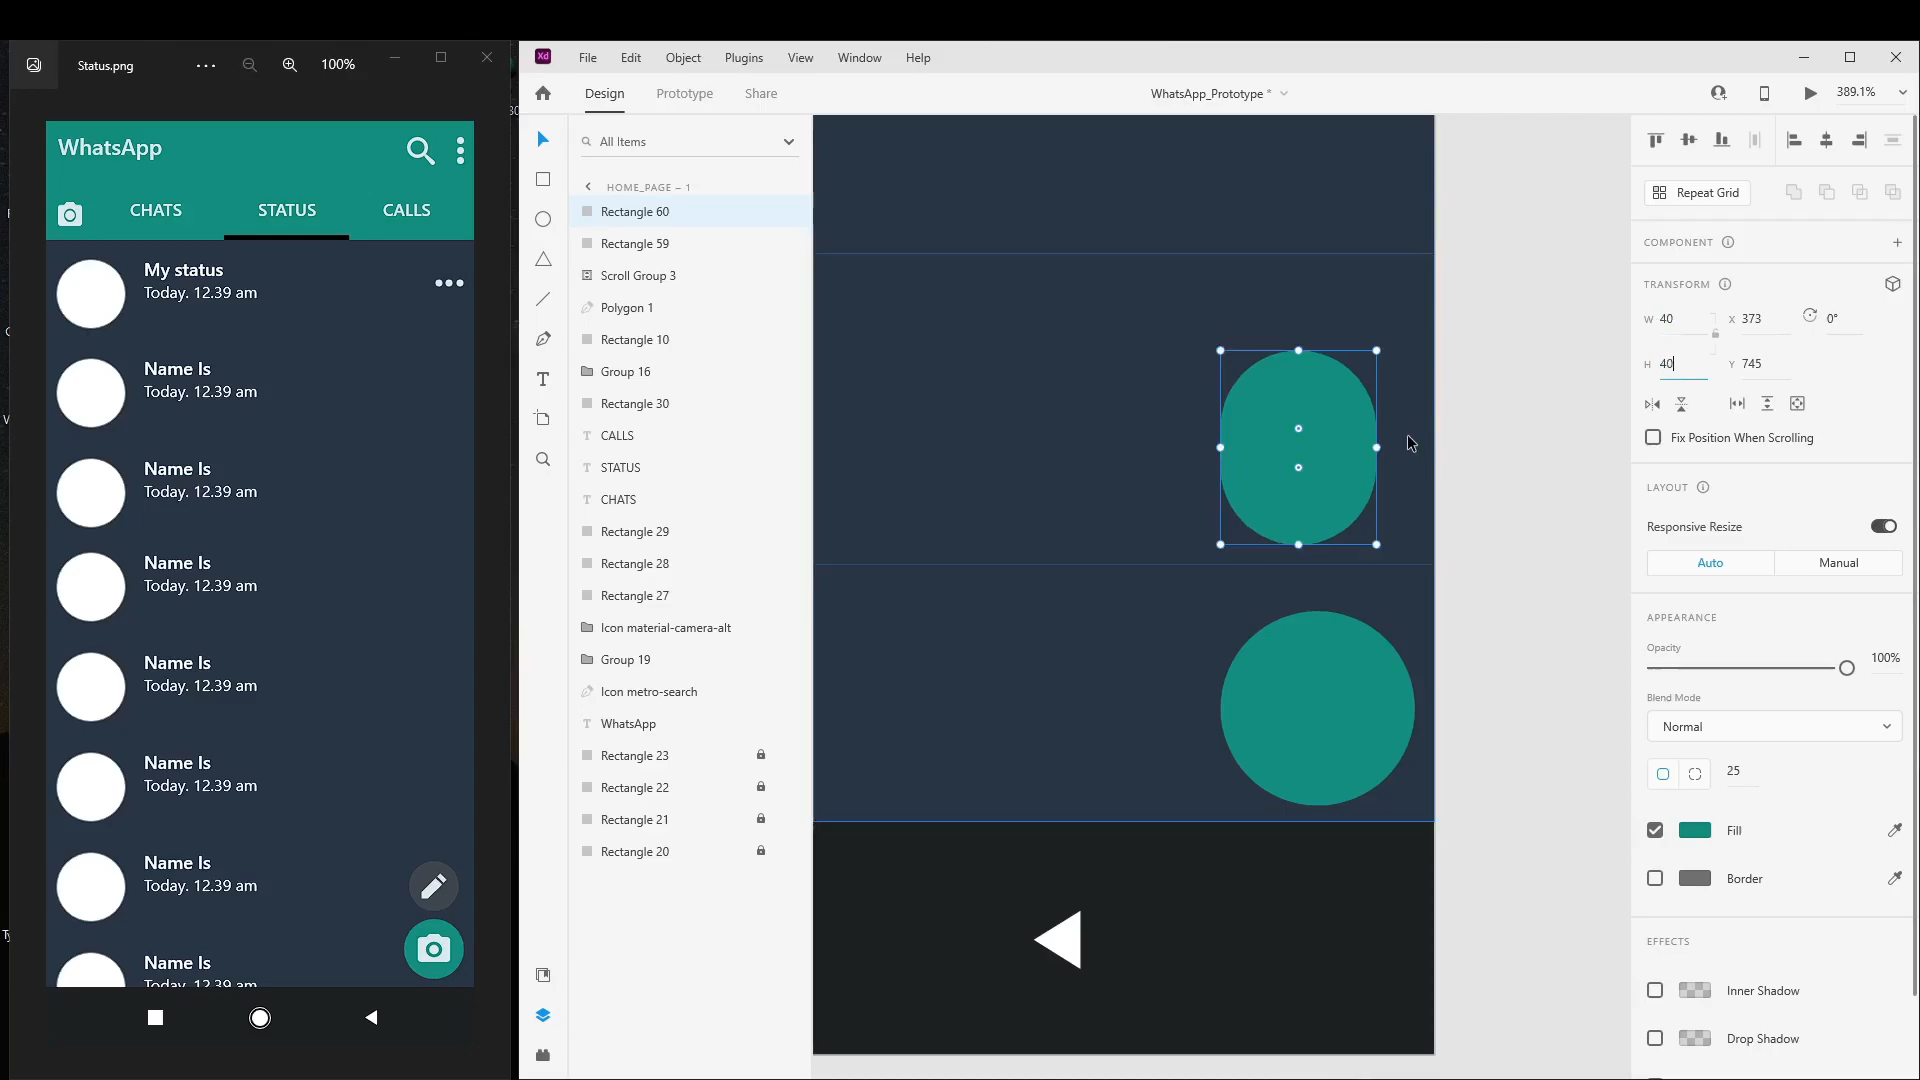 Status.png
100%
WhatsApp
CHATS
STATUS
CALLS
My status
Today. 12.39 am
Name Is
Today. 12.39 am
Name Is
Today. 12.39 am
Name Is
Today. 12.39 am
Name Is
Today. 12.39 am
Name Is
Today. 12.39 am
Name Is
Today. 12.39 am
Name Is
Today. 12.39 am
Xd
File
Edit
Object
Plugins
View
Window
Help
Design
Prototype
Share
WhatsApp_Prototype *
389.1%
All Items
HOME_PAGE – 1
Rectangle 60
Rectangle 59
Scroll Group 3
Polygon 1
Rectangle 10
Group 16
Rectangle 30
CALLS
STATUS
CHATS
Rectangle 29
Rectangle 28
Rectangle 27
Icon material-camera-alt
Group 19
Icon metro-search
WhatsApp
Rectangle 23
Rectangle 22
Rectangle 21
Rectangle 20
Repeat Grid
COMPONENT
TRANSFORM
W 40
X 373
0°
H 40
Y 745
Fix Position When Scrolling
LAYOUT
Responsive Resize
Auto
Manual
APPEARANCE
Opacity
100%
Blend Mode
Normal
25
Fill
Border
EFFECTS
Inner Shadow
Drop Shadow